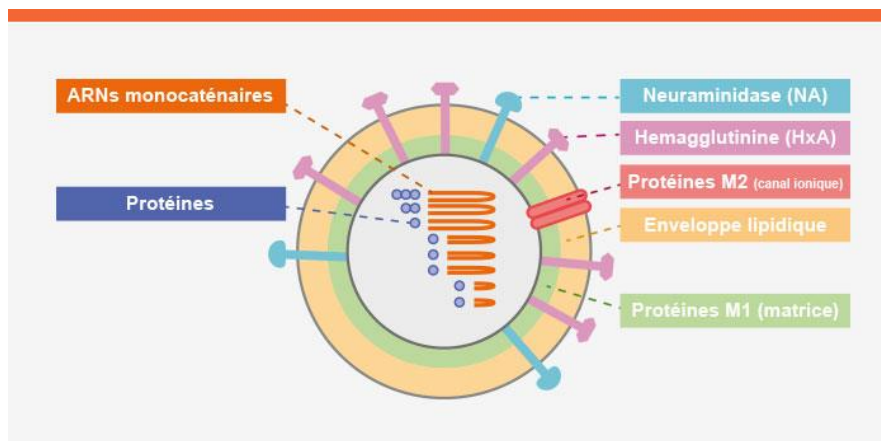 ARNs monocaténaires
Protéines
Neuraminidase (NA)
Hemagglutinine (HxA)
Protéines M2 (canal ionique)
Enveloppe lipidique
Protéines M1 (matrice)